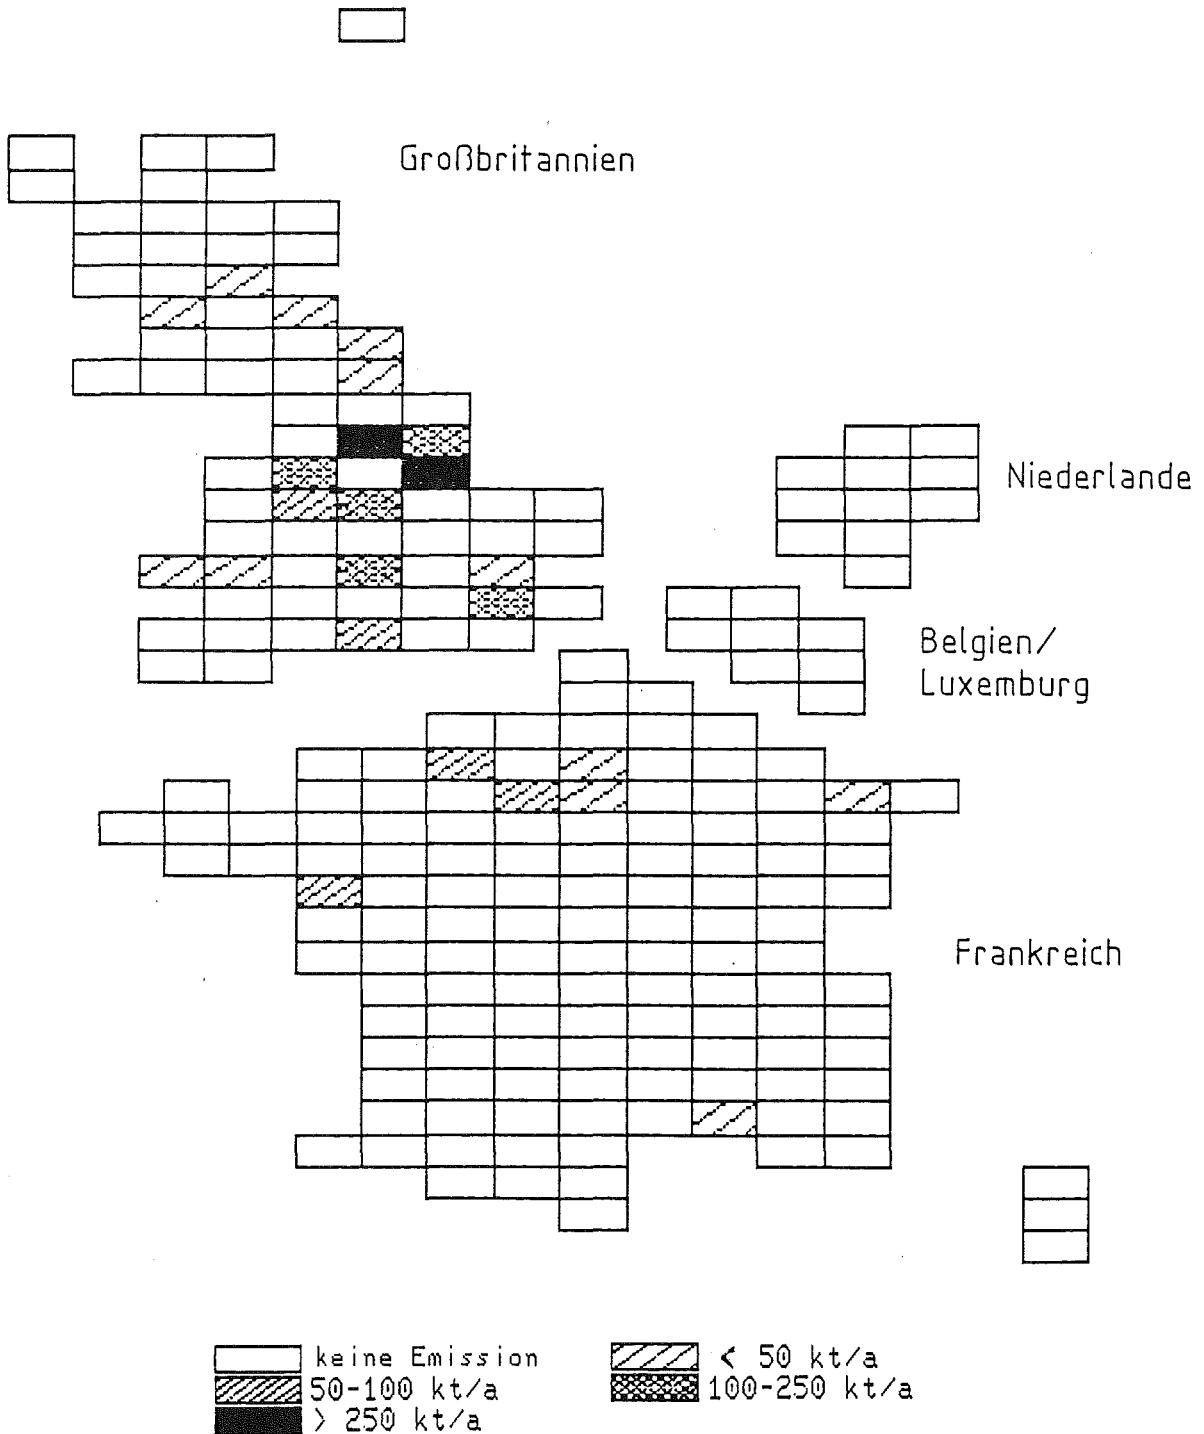 Großbritannien
Niederlande
Belgien/
Luxemburg
Frankreich
keine Emission
< 50 kt/a
50-100 kt/a
100-250 kt/a
> 250 kt/a